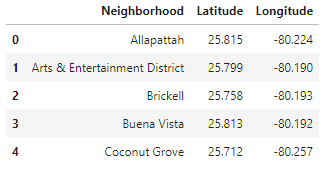 Neighborhood Latitude Longitude
0 Allapattah 25.815 -80.224
1 Arts & Entertainment District 25.799 -80.190
2 Brickell 25.758 -80.193
3 Buena Vista 25.813 -80.192
4 Coconut Grove 25.712 -80.257